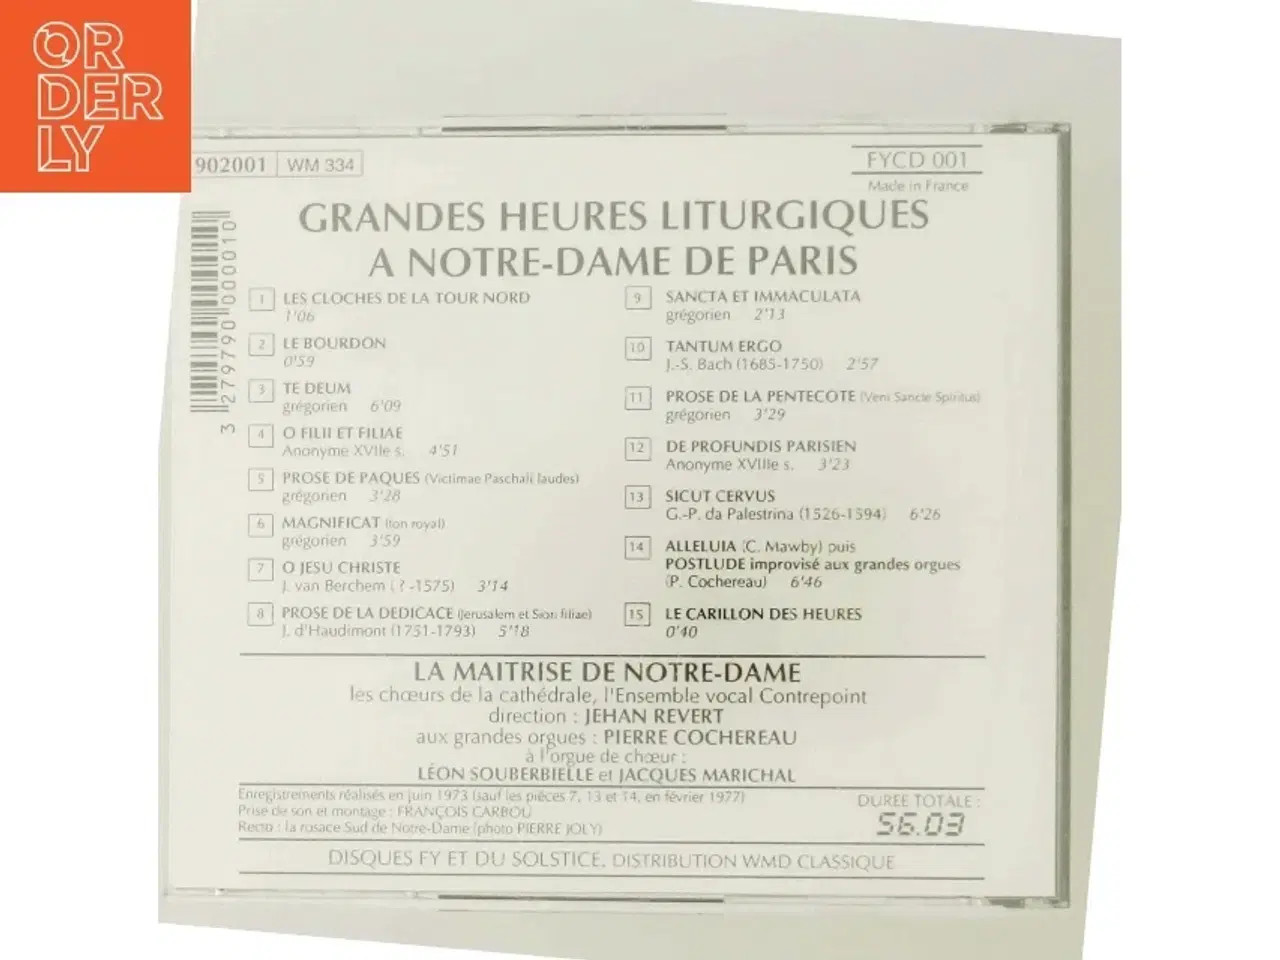 ORDERLY
902001 WM 334
FYCD 001
Made in France
GRANDES HEURES LITURGIQUES
A NOTRE-DAME DE PARIS
3 279790 000010
1 LES CLOCHES DE LA TOUR NORD
1'06
2 LE BOURDON
0'59
3 TE DEUM
grégorien 6'09
4 O FILII ET FILIAE
Anonyme XVIIe s. 4'51
5 PROSE DE PAQUES (Victimae Paschali laudes)
grégorien 3'28
6 MAGNIFICAT (ton royal)
grégorien 3'59
7 O JESU CHRISTE
J. van Berchem (?-1575) 3'14
8 PROSE DE LA DEDICACE (Jerusalem et Sion filiae)
J. d'Haudimont (1751-1793) 5'18
9 SANCTA ET IMMACULATA
grégorien 2'13
10 TANTUM ERGO
J.-S. Bach (1685-1750) 2'57
11 PROSE DE LA PENTECOTE (Veni Sancte Spiritus)
grégorien 3'29
12 DE PROFUNDIS PARISIEN
Anonyme XVIIIe s. 3'23
13 SICUT CERVUS
G.-P. da Palestrina (1526-1594) 6'26
14 ALLELUIA (C. Mawby) puis
POSTLUDE improvisé aux grandes orgues
(P. Cochereau) 6'46
15 LE CARILLON DES HEURES
0'40
LA MAITRISE DE NOTRE-DAME
les chœurs de la cathédrale, l'Ensemble vocal Contrepoint
direction : JEHAN REVERT
aux grandes orgues : PIERRE COCHEREAU
à l'orgue de chœur :
LÉON SOUBERBIELLE et JACQUES MARICHAL
Enregistrements réalisés en juin 1973 (sauf les pièces 7, 13 et 14, en février 1977)
Prise de son et montage : FRANÇOIS CARBOU
Recto : la rosace Sud de Notre-Dame (photo PIERRE JOLY)
DUREE TOTALE :
56.03
DISQUES FY ET DU SOLSTICE, DISTRIBUTION WMD CLASSIQUE